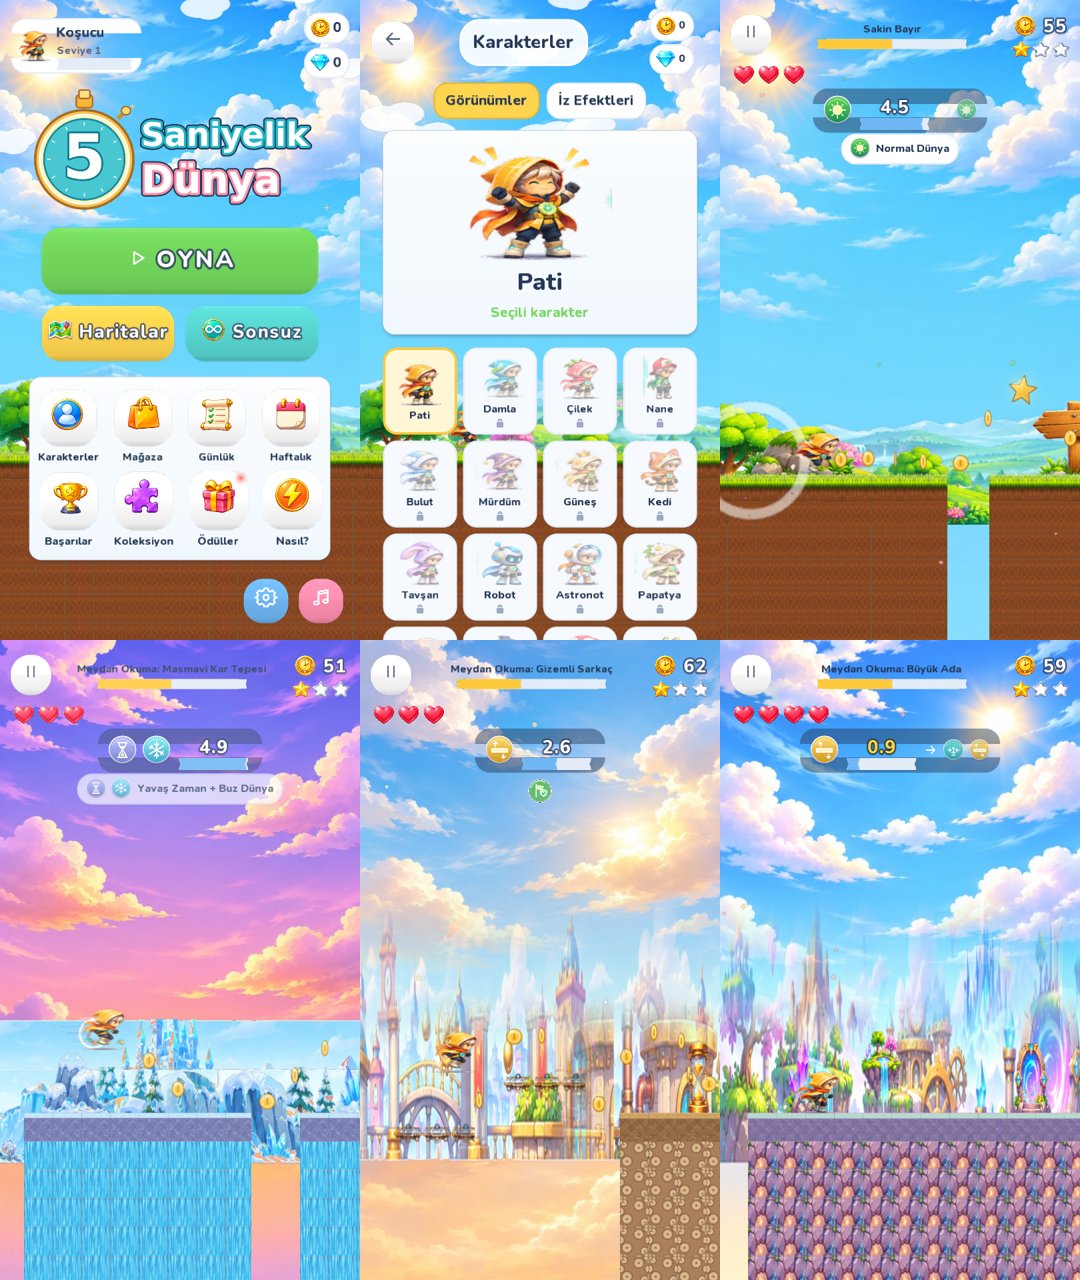 Koşucu
Seviye 1
0
0
5 Saniyelik
Dünya
OYNA
Haritalar
Sonsuz
Karakterler
Mağaza
Günlük
Haftalık
Başarılar
Koleksiyon
Ödüller
Nasıl?
Karakterler
0
0
Görünümler
İz Efektleri
Pati
Seçili karakter
Pati
Damla
Çilek
Nane
Bulut
Mürdüm
Güneş
Kedi
Tavşan
Robot
Astronot
Papatya
Sakin Bayır
55
4.5
Normal Dünya
Meydan Okuma: Masmavi Kar Tepesi
51
4.9
Yavaş Zaman + Buz Dünya
Meydan Okuma: Gizemli Sarkaç
62
2.6
Meydan Okuma: Büyük Ada
59
0.9